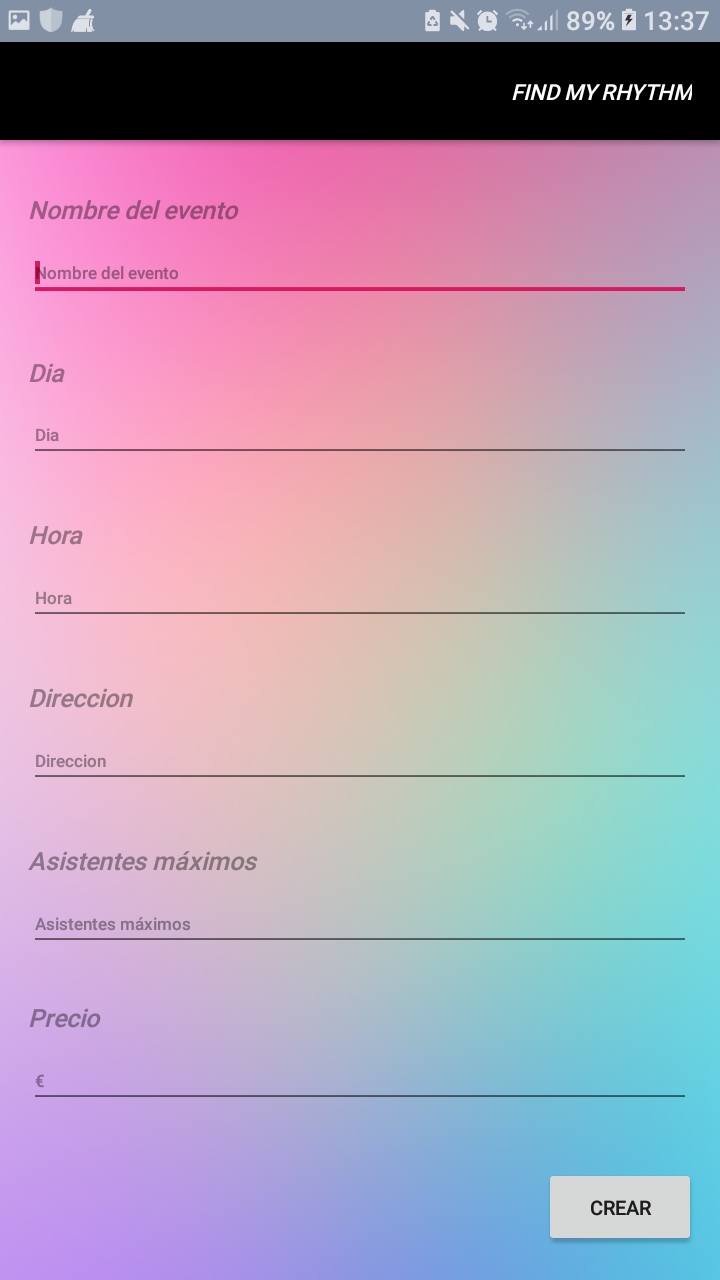 89% 13:37
FIND MY RHYTHM
Nombre del evento
Nombre del evento
Dia
Dia
Hora
Hora
Direccion
Direccion
Asistentes máximos
Asistentes máximos
Precio
€
CREAR